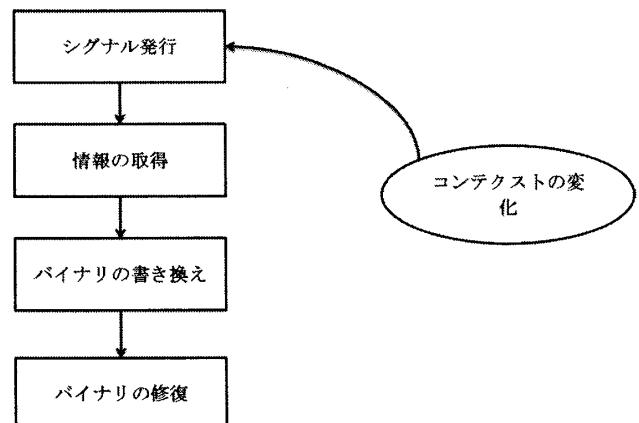 シグナル発行
情報の取得
コンテクストの変
化
バイナリの書き換え
バイナリの修復